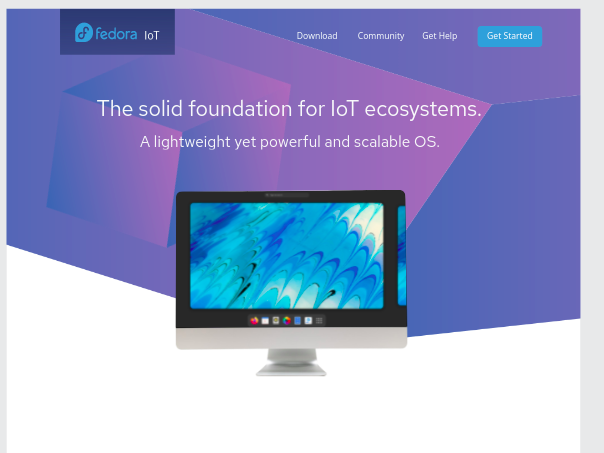 fedora IoT
Download Community Get Help Get Started
The solid foundation for IoT ecosystems.
A lightweight yet powerful and scalable OS.